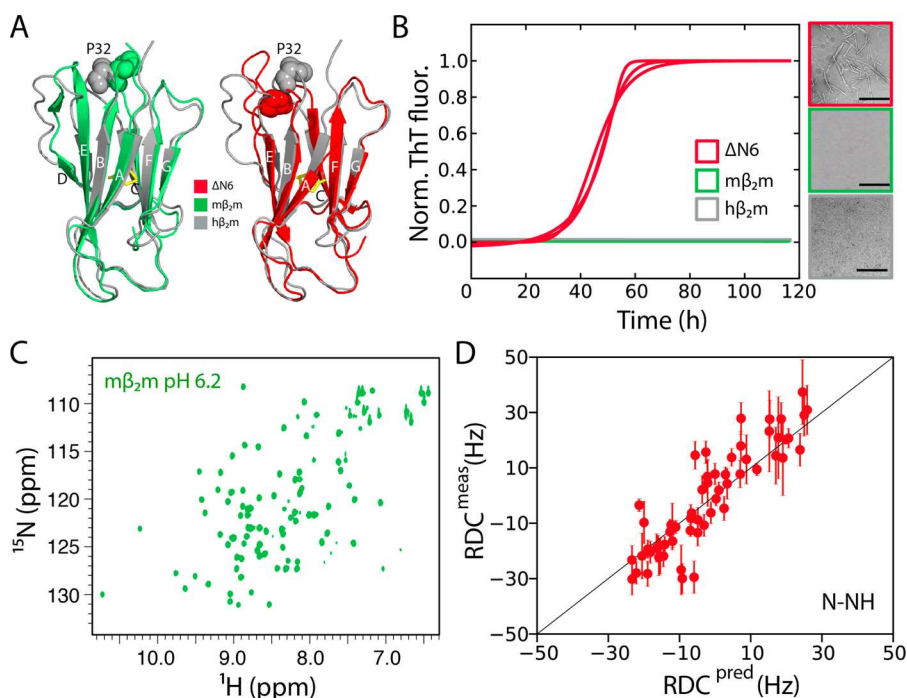 A
P32
E
B
A
F
G
D
C
ΔN6
mβ₂m
hβ₂m
P32
E
B
A
F
G
C
B
Norm. ThT fluor.
1.0
0.8
0.6
0.4
0.2
0.0
ΔN6
mβ₂m
hβ₂m
0 20 40 60 80 100 120
Time (h)
C
mβ₂m pH 6.2
¹⁵N (ppm)
110
115
120
125
130
10.0 9.0 8.0 7.0
¹H (ppm)
D
RDCᵐᵉᵃˢ(Hz)
50
30
10
−10
−30
−50
N-NH
−50 −30 −10 10 30 50
RDC ᵖʳᵉᵈ (Hz)